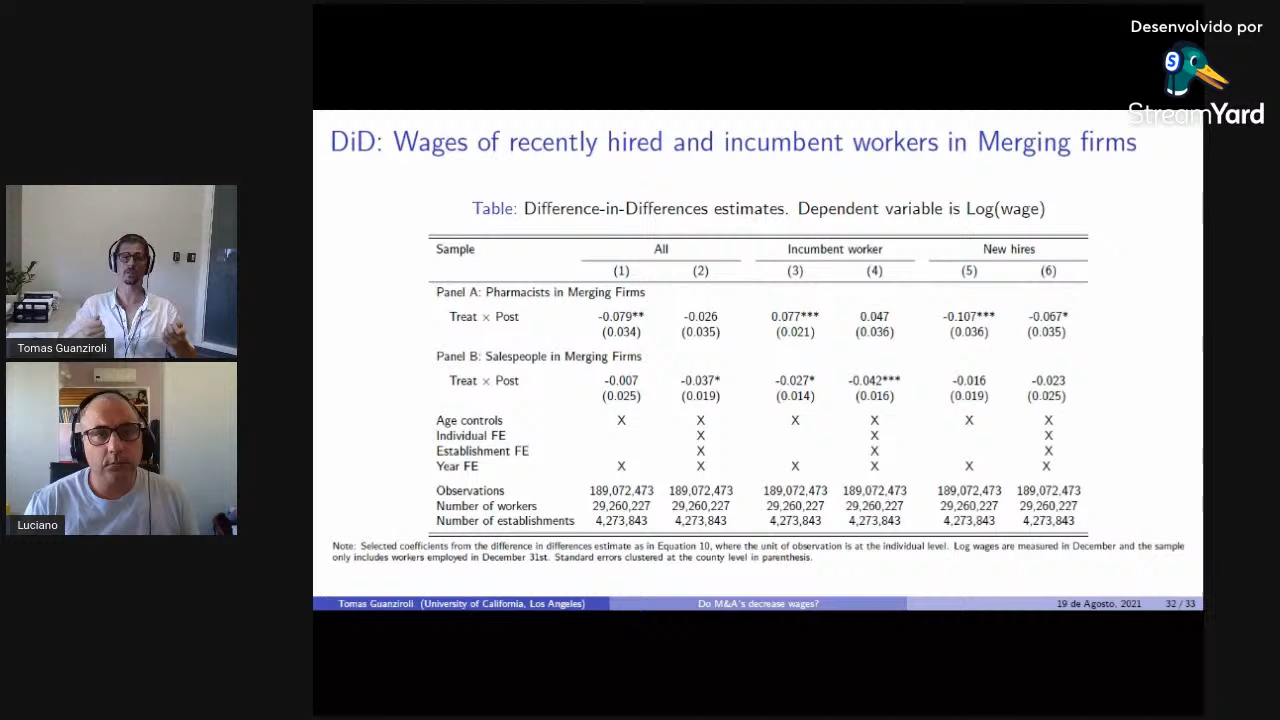 Desenvolvido por
StreamYard
DiD: Wages of recently hired and incumbent workers in Merging firms
Table: Difference-in-Differences estimates. Dependent variable is Log(wage)
Sample All Incumbent worker New hires
(1) (2) (3) (4) (5) (6)
Panel A: Pharmacists in Merging Firms
Treat × Post -0.079** -0.026 0.077*** 0.047 -0.107*** -0.067*
(0.034) (0.035) (0.021) (0.036) (0.036) (0.035)
Panel B: Salespeople in Merging Firms
Treat × Post -0.007 -0.037* -0.027* -0.042*** -0.016 -0.023
(0.025) (0.019) (0.014) (0.016) (0.019) (0.025)
Age controls X X X X X X
Individual FE X X X
Establishment FE X X X
Year FE X X X X X X
Observations 189,072,473 189,072,473 189,072,473 189,072,473 189,072,473 189,072,473
Number of workers 29,260,227 29,260,227 29,260,227 29,260,227 29,260,227 29,260,227
Number of establishments 4,273,843 4,273,843 4,273,843 4,273,843 4,273,843 4,273,843
Note: Selected coefficients from the difference in differences estimate as in Equation 10, where the unit of observation is at the individual level. Log wages are measured in December and the sample
only includes workers employed in December 31st. Standard errors clustered at the county level in parenthesis.
Tomas Guanziroli (University of California, Los Angeles) Do M&A's decrease wages? 19 de Agosto, 2021 32 / 33
Tomas Guanziroli
Luciano